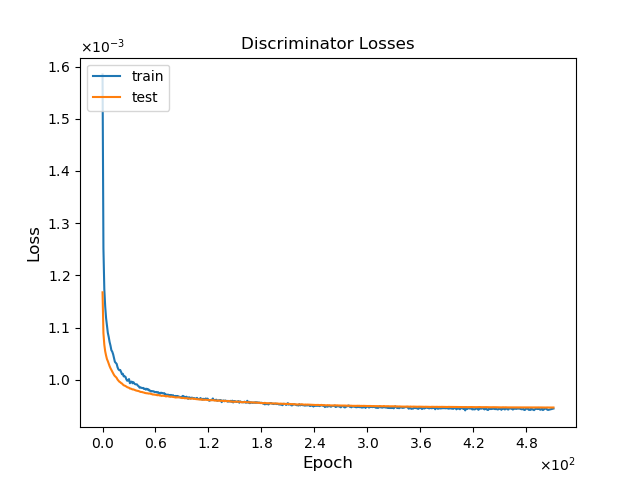 Discriminator Losses
×10⁻³
train
test
1.6
1.5
1.4
1.3
1.2
1.1
1.0
Loss
0.0 0.6 1.2 1.8 2.4 3.0 3.6 4.2 4.8
Epoch
×10²